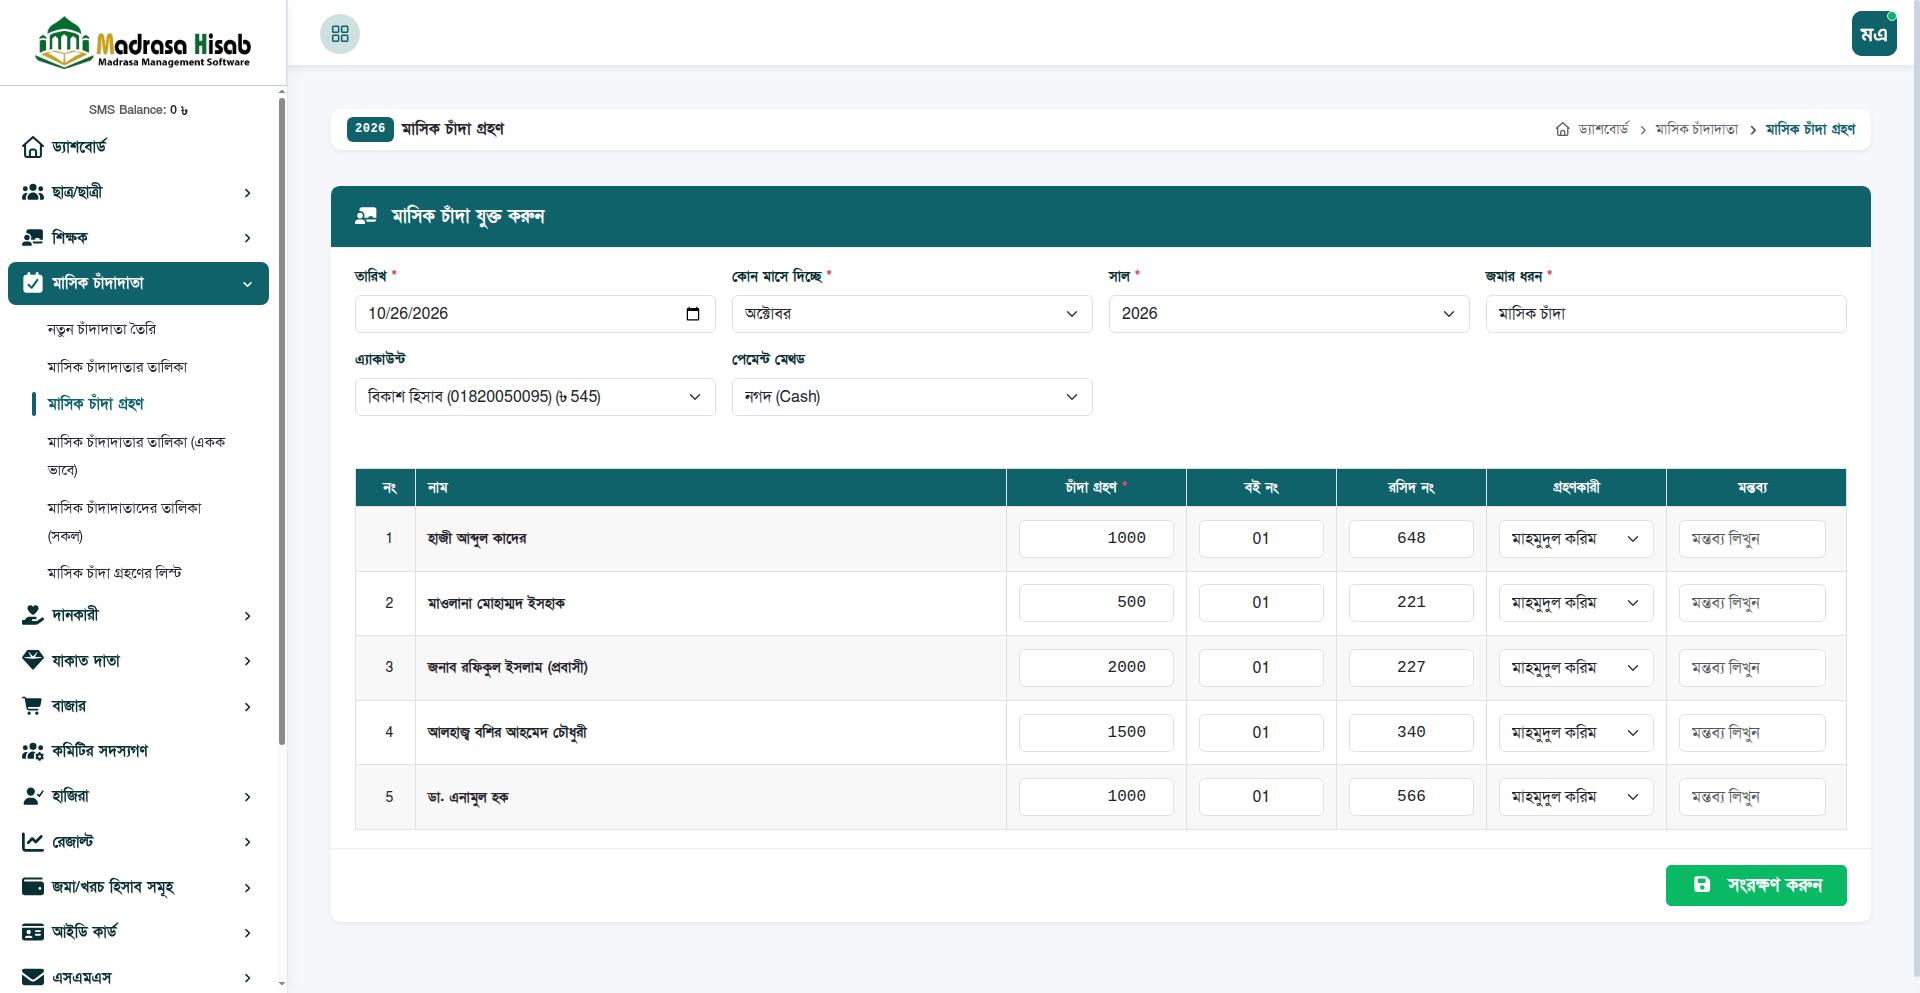 Madrasa Hisab
Madrasa Management Software
SMS Balance: 0 ৳
ড্যাশবোর্ড
ছাত্র/ছাত্রী
শিক্ষক
মাসিক চাঁদাদাতা
নতুন চাঁদাদাতা তৈরি
মাসিক চাঁদাদাতার তালিকা
মাসিক চাঁদা গ্রহণ
মাসিক চাঁদাদাতার তালিকা (একক
ভাবে)
মাসিক চাঁদাদাতাদের তালিকা
(সকল)
মাসিক চাঁদা গ্রহণের লিস্ট
দানকারী
যাকাত দাতা
বাজার
কমিটির সদস্যগণ
হাজিরা
রেজাল্ট
জমা/খরচ হিসাব সমূহ
আইডি কার্ড
এসএমএস
মএ
2026 মাসিক চাঁদা গ্রহণ
ড্যাশবোর্ড > মাসিক চাঁদাদাতা > মাসিক চাঁদা গ্রহণ
মাসিক চাঁদা যুক্ত করুন
তারিখ * কোন মাসে দিচ্ছে * সাল * জমার ধরন *
10/26/2026 অক্টোবর 2026 মাসিক চাঁদা
এ্যাকাউন্ট পেমেন্ট মেথড
বিকাশ হিসাব (01820050095) (৳ 545) নগদ (Cash)
নং নাম চাঁদা গ্রহণ * বই নং রসিদ নং গ্রহণকারী মন্তব্য
1 হাজী আব্দুল কাদের 1000 01 648 মাহমুদুল করিম মন্তব্য লিখুন
2 মাওলানা মোহাম্মদ ইসহাক 500 01 221 মাহমুদুল করিম মন্তব্য লিখুন
3 জনাব রফিকুল ইসলাম (প্রবাসী) 2000 01 227 মাহমুদুল করিম মন্তব্য লিখুন
4 আলহাজ্ব বশির আহমেদ চৌধুরী 1500 01 340 মাহমুদুল করিম মন্তব্য লিখুন
5 ডা. এনামুল হক 1000 01 566 মাহমুদুল করিম মন্তব্য লিখুন
সংরক্ষণ করুন